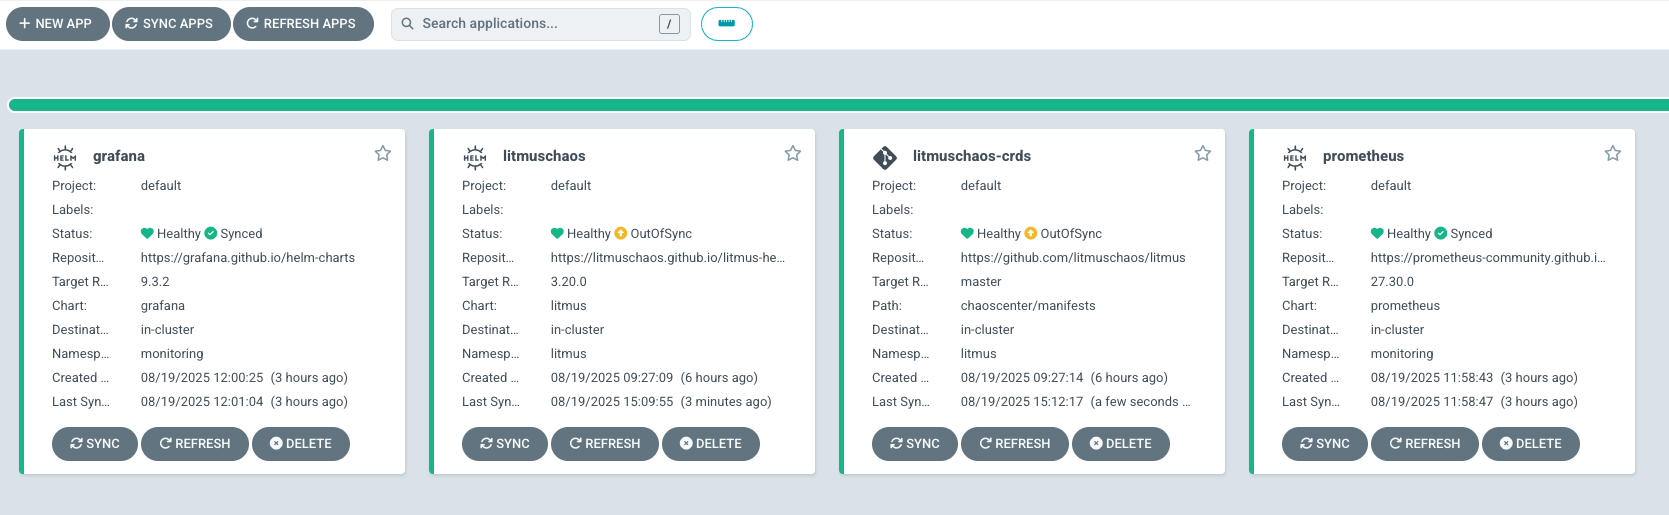 NEW APP SYNC APPS REFRESH APPS Search applications... /
HELM grafana
Project: default
Labels:
Status: Healthy Synced
Reposit... https://grafana.github.io/helm-charts
Target R... 9.3.2
Chart: grafana
Destinat... in-cluster
Namesp... monitoring
Created ... 08/19/2025 12:00:25 (3 hours ago)
Last Syn... 08/19/2025 12:01:04 (3 hours ago)
SYNC REFRESH DELETE
HELM litmuschaos
Project: default
Labels:
Status: Healthy OutOfSync
Reposit... https://litmuschaos.github.io/litmus-he...
Target R... 3.20.0
Chart: litmus
Destinat... in-cluster
Namesp... litmus
Created ... 08/19/2025 09:27:09 (6 hours ago)
Last Syn... 08/19/2025 15:09:55 (3 minutes ago)
SYNC REFRESH DELETE
litmuschaos-crds
Project: default
Labels:
Status: Healthy OutOfSync
Reposit... https://github.com/litmuschaos/litmus
Target R... master
Path: chaoscenter/manifests
Destinat... in-cluster
Namesp... litmus
Created ... 08/19/2025 09:27:14 (6 hours ago)
Last Syn... 08/19/2025 15:12:17 (a few seconds ...
SYNC REFRESH DELETE
HELM prometheus
Project: default
Labels:
Status: Healthy Synced
Reposit... https://prometheus-community.github.i...
Target R... 27.30.0
Chart: prometheus
Destinat... in-cluster
Namesp... monitoring
Created ... 08/19/2025 11:58:43 (3 hours ago)
Last Syn... 08/19/2025 11:58:47 (3 hours ago)
SYNC REFRESH DELETE